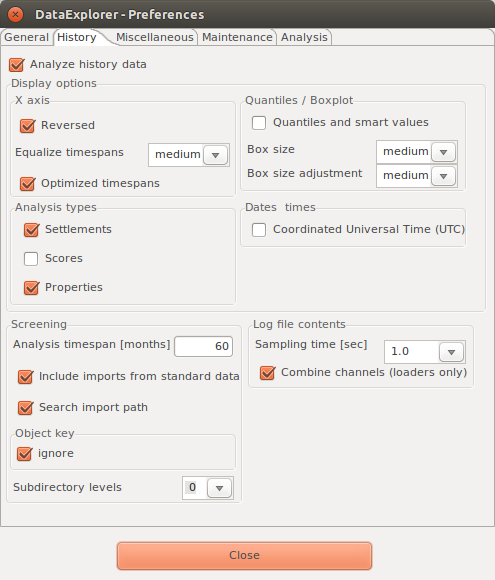 DataExplorer - Preferences
General History Miscellaneous Maintenance Analysis
Analyze history data
Display options
X axis
Reversed
Equalize timespans medium
Optimized timespans
Quantiles / Boxplot
Quantiles and smart values
Box size medium
Box size adjustment medium
Analysis types
Settlements
Scores
Properties
Dates times
Coordinated Universal Time (UTC)
Screening
Analysis timespan [months] 60
Include imports from standard data
Search import path
Object key
ignore
Subdirectory levels 0
Log file contents
Sampling time [sec] 1.0
Combine channels (loaders only)
Close